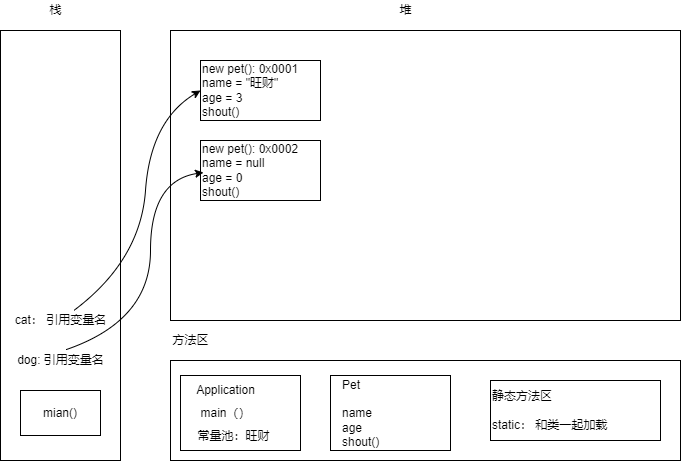 栈
堆
new pet(): 0x0001
name = "旺财"
age = 3
shout()
new pet(): 0x0002
name = null
age = 0
shout()
cat： 引用变量名
dog: 引用变量名
mian()
方法区
Application
main（）
常量池：旺财
Pet
name
age
shout()
静态方法区
static： 和类一起加载